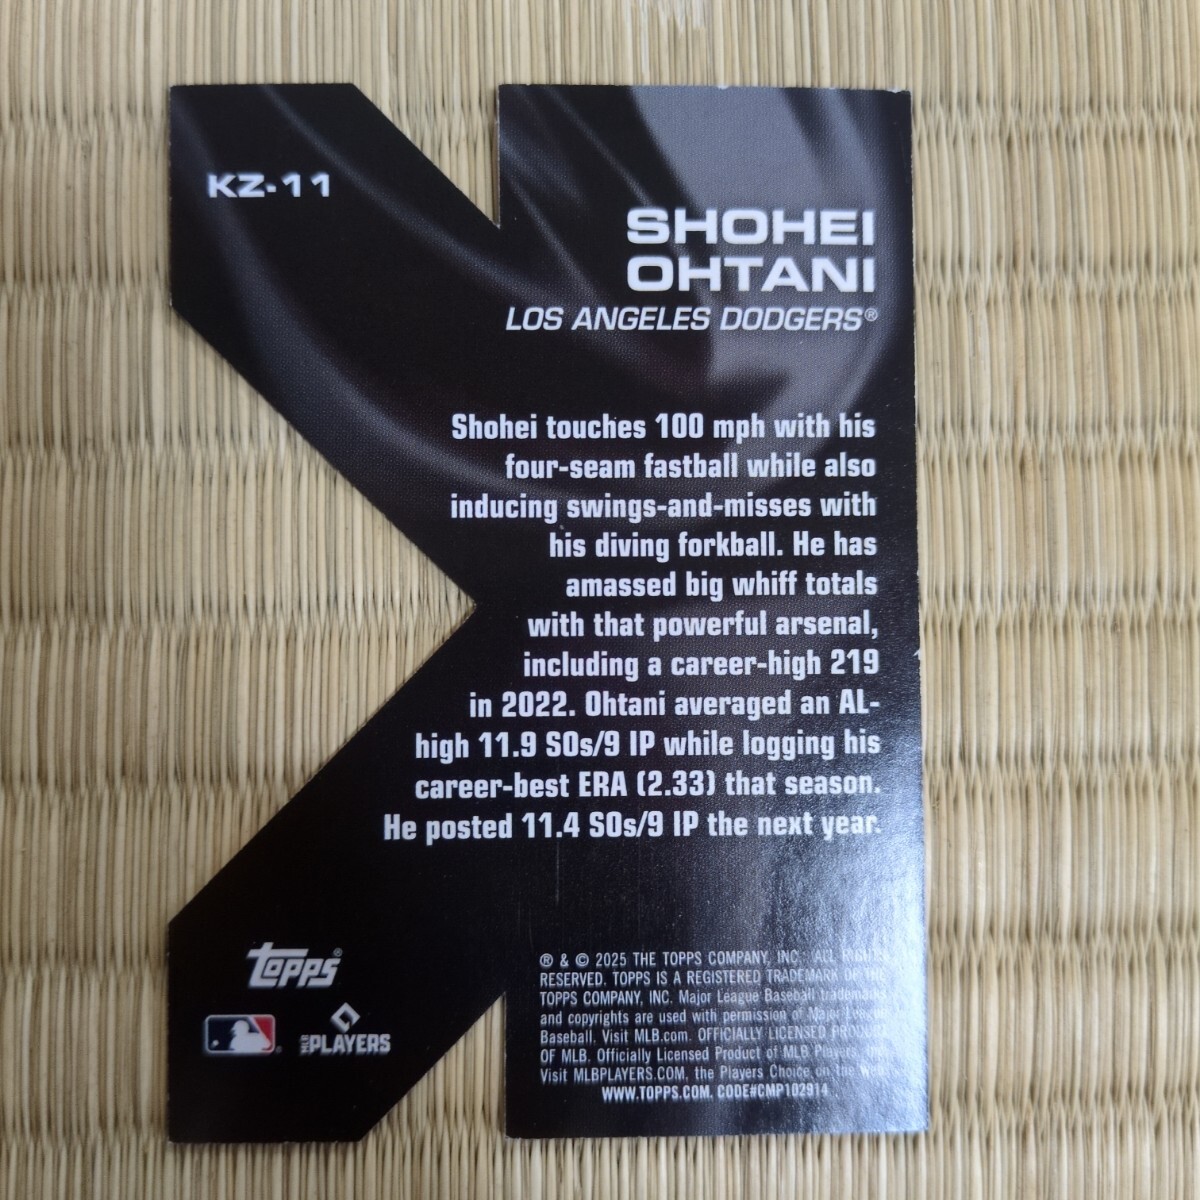 KZ-11
SHOHEI
OHTANI
LOS ANGELES DODGERS®
Shohei touches 100 mph with his
four-seam fastball while also
inducing swings-and-misses with
his diving forkball. He has
amassed big whiff totals
with that powerful arsenal,
including a career-high 219
in 2022. Ohtani averaged an AL-
high 11.9 SOs/9 IP while logging his
career-best ERA (2.33) that season.
He posted 11.4 SOs/9 IP the next year.
Topps®
MLB PLAYERS
® & © 2025 THE TOPPS COMPANY, INC. ALL RIGHTS
RESERVED. TOPPS IS A REGISTERED TRADEMARK OF THE
TOPPS COMPANY, INC. Major League Baseball trademarks
and copyrights are used with permission of Major League
Baseball. Visit MLB.com. OFFICIALLY LICENSED PRODUCT
OF MLB. Officially Licensed Product of MLB Players, Inc.
Visit MLBPLAYERS.COM, the Players Choice on the Web.
WWW.TOPPS.COM. CODE#CMP102914